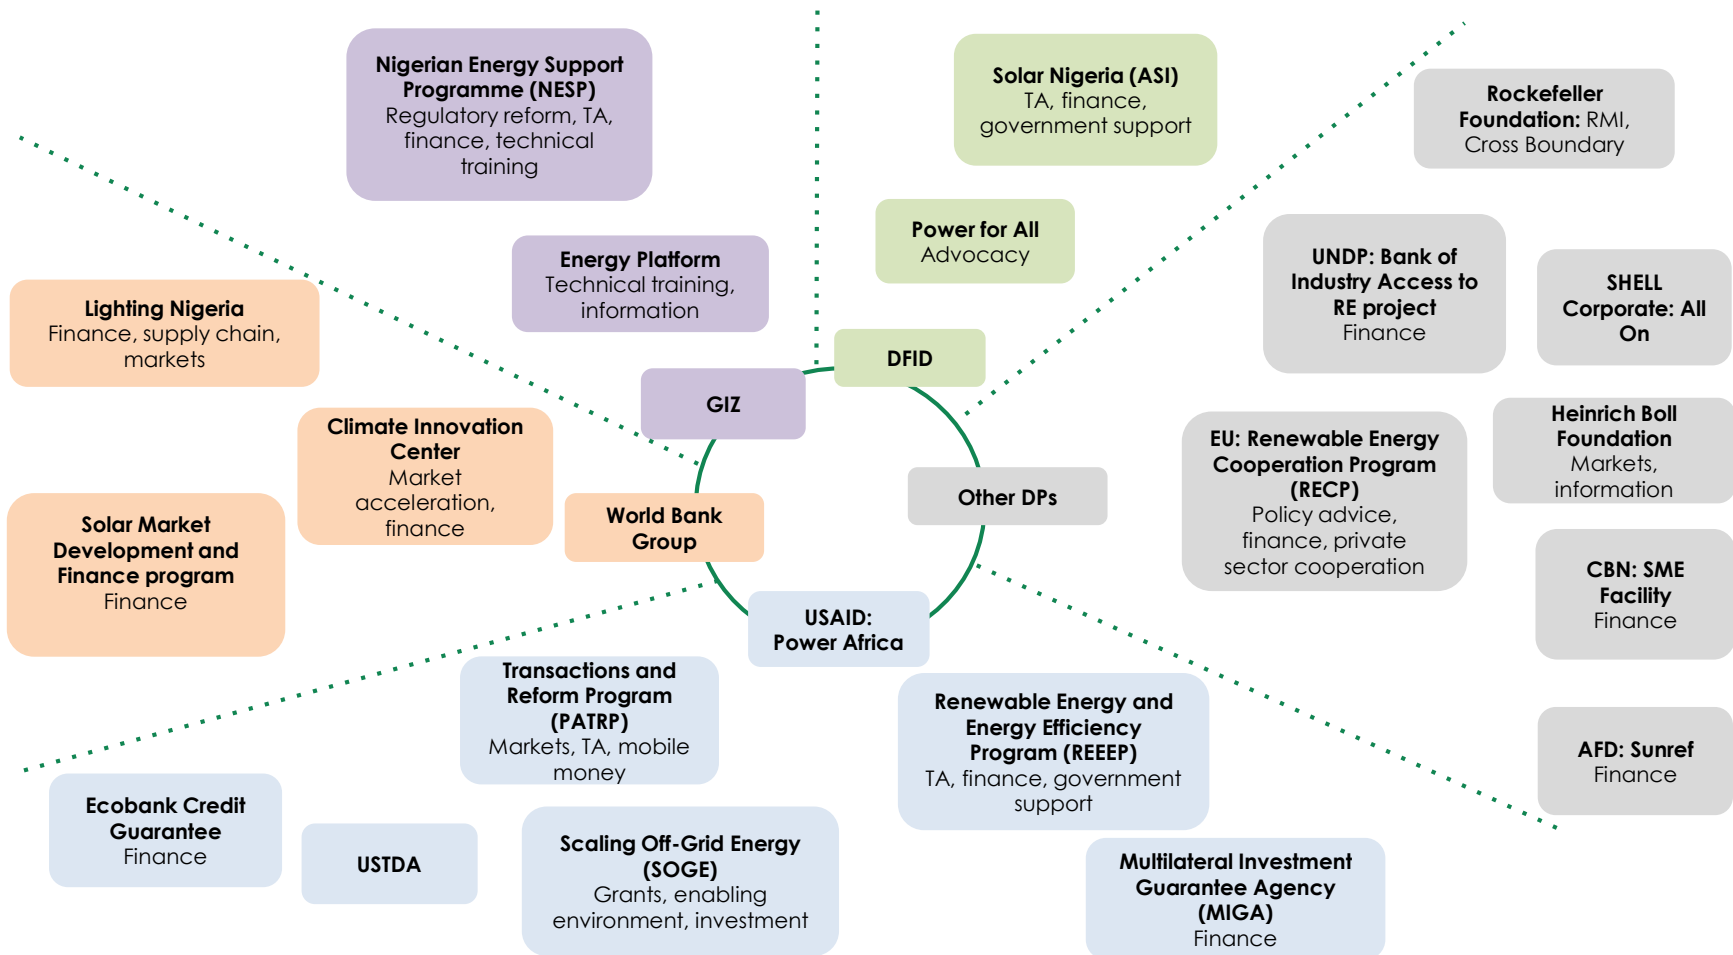 Nigerian Energy Support
Programme (NESP)
Regulatory reform, TA,
finance, technical
training
Solar Nigeria (ASI)
TA, finance,
government support
Rockefeller
Foundation: RMI,
Cross Boundary
Energy Platform
Technical training,
information
Power for All
Advocacy
UNDP: Bank of
Industry Access to
RE project
Finance
SHELL
Corporate: All
On
Lighting Nigeria
Finance, supply chain,
markets
DFID
GIZ
Climate Innovation
Center
Market
acceleration,
finance
EU: Renewable Energy
Cooperation Program
(RECP)
Policy advice,
finance, private
sector cooperation
Heinrich Boll
Foundation
Markets,
information
Solar Market
Development and
Finance program
Finance
World Bank
Group
Other DPs
CBN: SME
Facility
Finance
USAID:
Power Africa
Transactions and
Reform Program
(PATRP)
Markets, TA, mobile
money
Renewable Energy and
Energy Efficiency
Program (REEEP)
TA, finance, government
support
AFD: Sunref
Finance
Ecobank Credit
Guarantee
Finance
USTDA
Scaling Off-Grid Energy
(SOGE)
Grants, enabling
environment, investment
Multilateral Investment
Guarantee Agency
(MIGA)
Finance